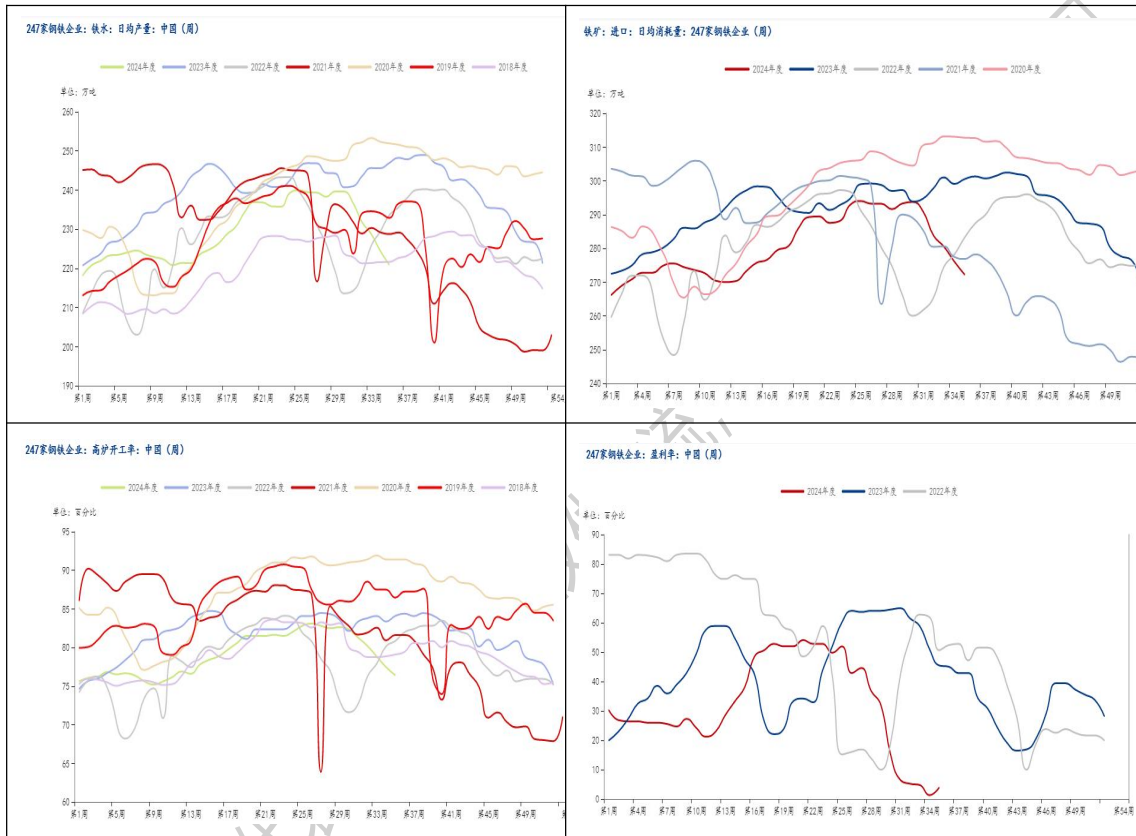 247家钢铁企业：铁水：日均产量：中国（周）
2024年度 2023年度 2022年度 2021年度 2020年度 2019年度 2018年度
单位：万吨
260
250
240
230
220
210
200
190
第1周 第5周 第9周 第13周 第17周 第21周 第25周 第29周 第33周 第37周 第41周 第45周 第49周 第54
铁矿：进口：日均消耗量：247家钢铁企业（周）
2024年度 2023年度 2022年度 2021年度 2020年度
单位：万吨
320
310
300
290
280
270
260
250
240
第1周 第4周 第7周 第10周 第13周 第16周 第19周 第22周 第25周 第28周 第31周 第34周 第37周 第40周 第43周 第46周 第49周
247家钢铁企业：高炉开工率：中国（周）
2024年度 2023年度 2022年度 2021年度 2020年度 2019年度 2018年度
单位：百分比
95
90
85
80
75
70
65
60
第1周 第5周 第9周 第13周 第17周 第21周 第25周 第29周 第33周 第37周 第41周 第45周 第49周
247家钢铁企业：盈利率：中国（周）
2024年度 2023年度 2022年度
单位：百分比
90
80
70
60
50
40
30
20
10
0
第1周 第4周 第7周 第10周 第13周 第16周 第19周 第22周 第25周 第28周 第31周 第34周 第37周 第40周 第43周 第46周 第49周 第54周